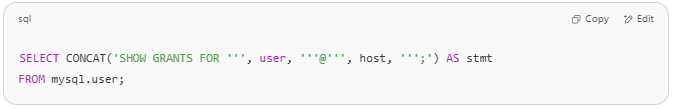 sql
Copy
Edit
SELECT CONCAT('SHOW GRANTS FOR ''', user, '''@''', host, ''';') AS stmt
FROM mysql.user;